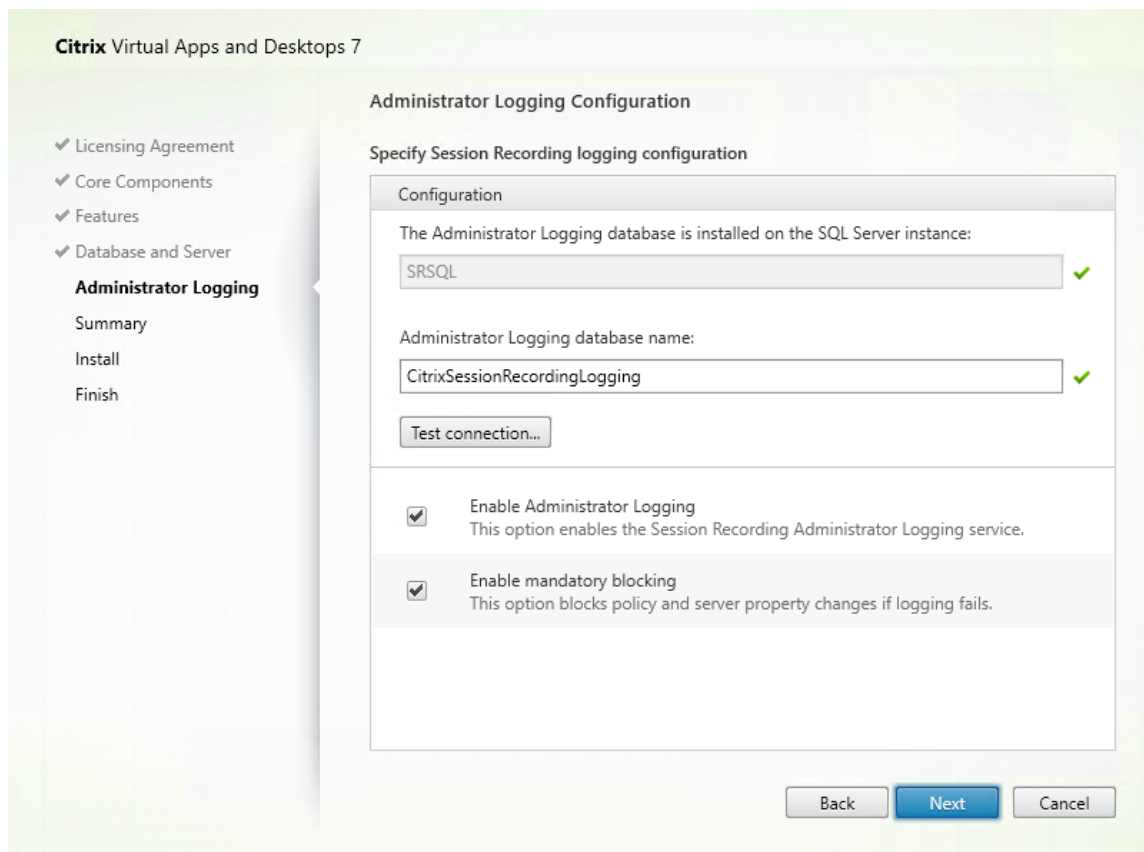 Citrix Virtual Apps and Desktops 7
Licensing Agreement
Core Components
Features
Database and Server
Administrator Logging
Summary
Install
Finish
Administrator Logging Configuration
Specify Session Recording logging configuration
Configuration
The Administrator Logging database is installed on the SQL Server instance:
SRSQL
Administrator Logging database name:
CitrixSessionRecordingLogging
Test connection...
Enable Administrator Logging
This option enables the Session Recording Administrator Logging service.
Enable mandatory blocking
This option blocks policy and server property changes if logging fails.
Back
Next
Cancel